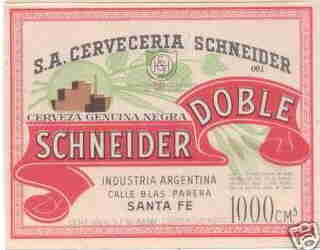 S.A. CERVECERIA SCHNEIDER
CERVEZA GENUINA NEGRA
DOBLE
SCHNEIDER
INDUSTRIA ARGENTINA
CALLE BLAS PARERA
SANTA FE
1000 CM³